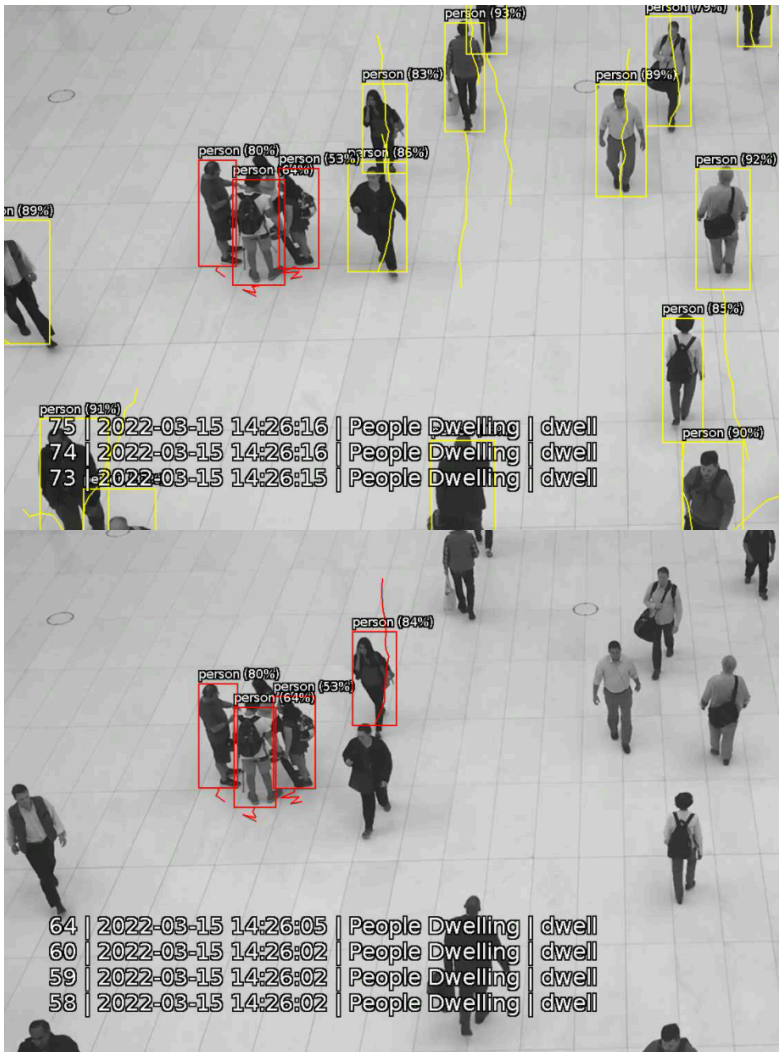 person (93%)
(79%)
person (83%)
person (89%)
person (80%)
person (53%)
person (86%)
person (64%)
person (92%)
(89%)
person (85%)
person (91%)
75 | 2022-03-15 14:26:16 | People Dwelling | dwell
person (90%)
74 | 2022-03-15 14:26:16 | People Dwelling | dwell
73 | 2022-03-15 14:26:15 | People Dwelling | dwell
person (84%)
person (80%)
person (53%)
person (64%)
64 | 2022-03-15 14:26:05 | People Dwelling | dwell
60 | 2022-03-15 14:26:02 | People Dwelling | dwell
59 | 2022-03-15 14:26:02 | People Dwelling | dwell
58 | 2022-03-15 14:26:02 | People Dwelling | dwell